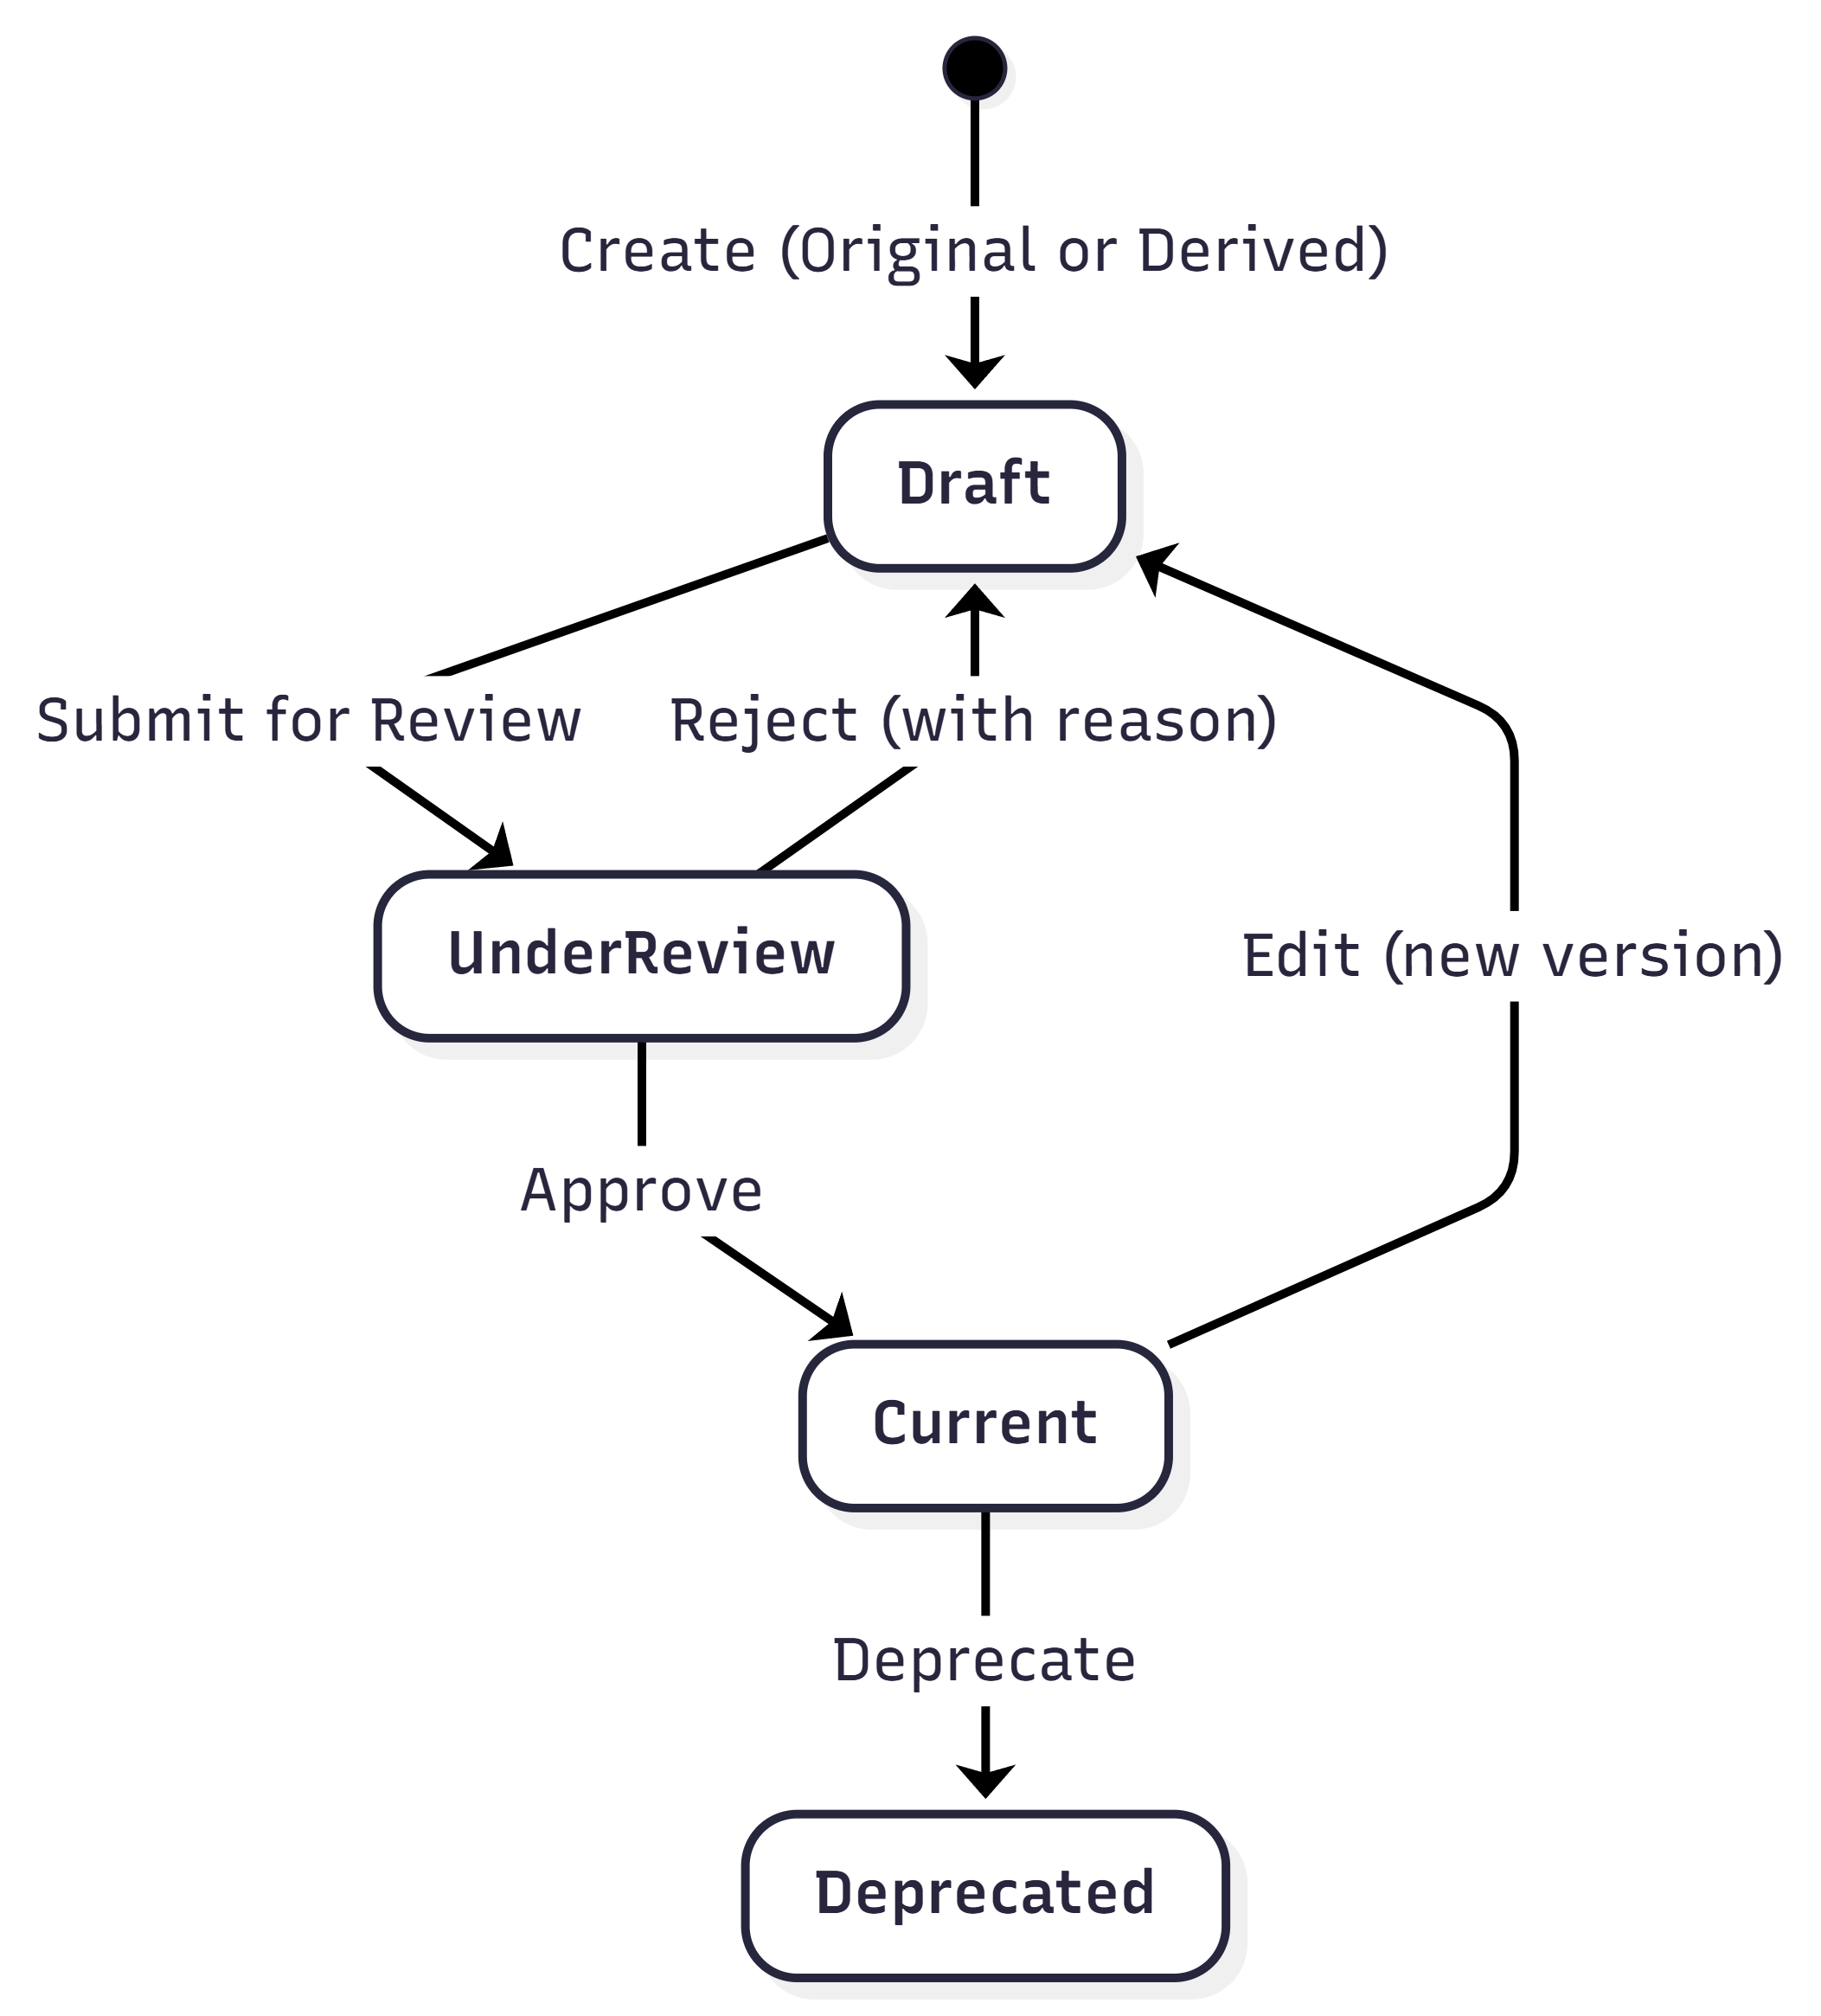 Create (Original or Derived)
Draft
Submit for Review
Reject (with reason)
UnderReview
Edit (new version)
Approve
Current
Deprecate
Deprecated